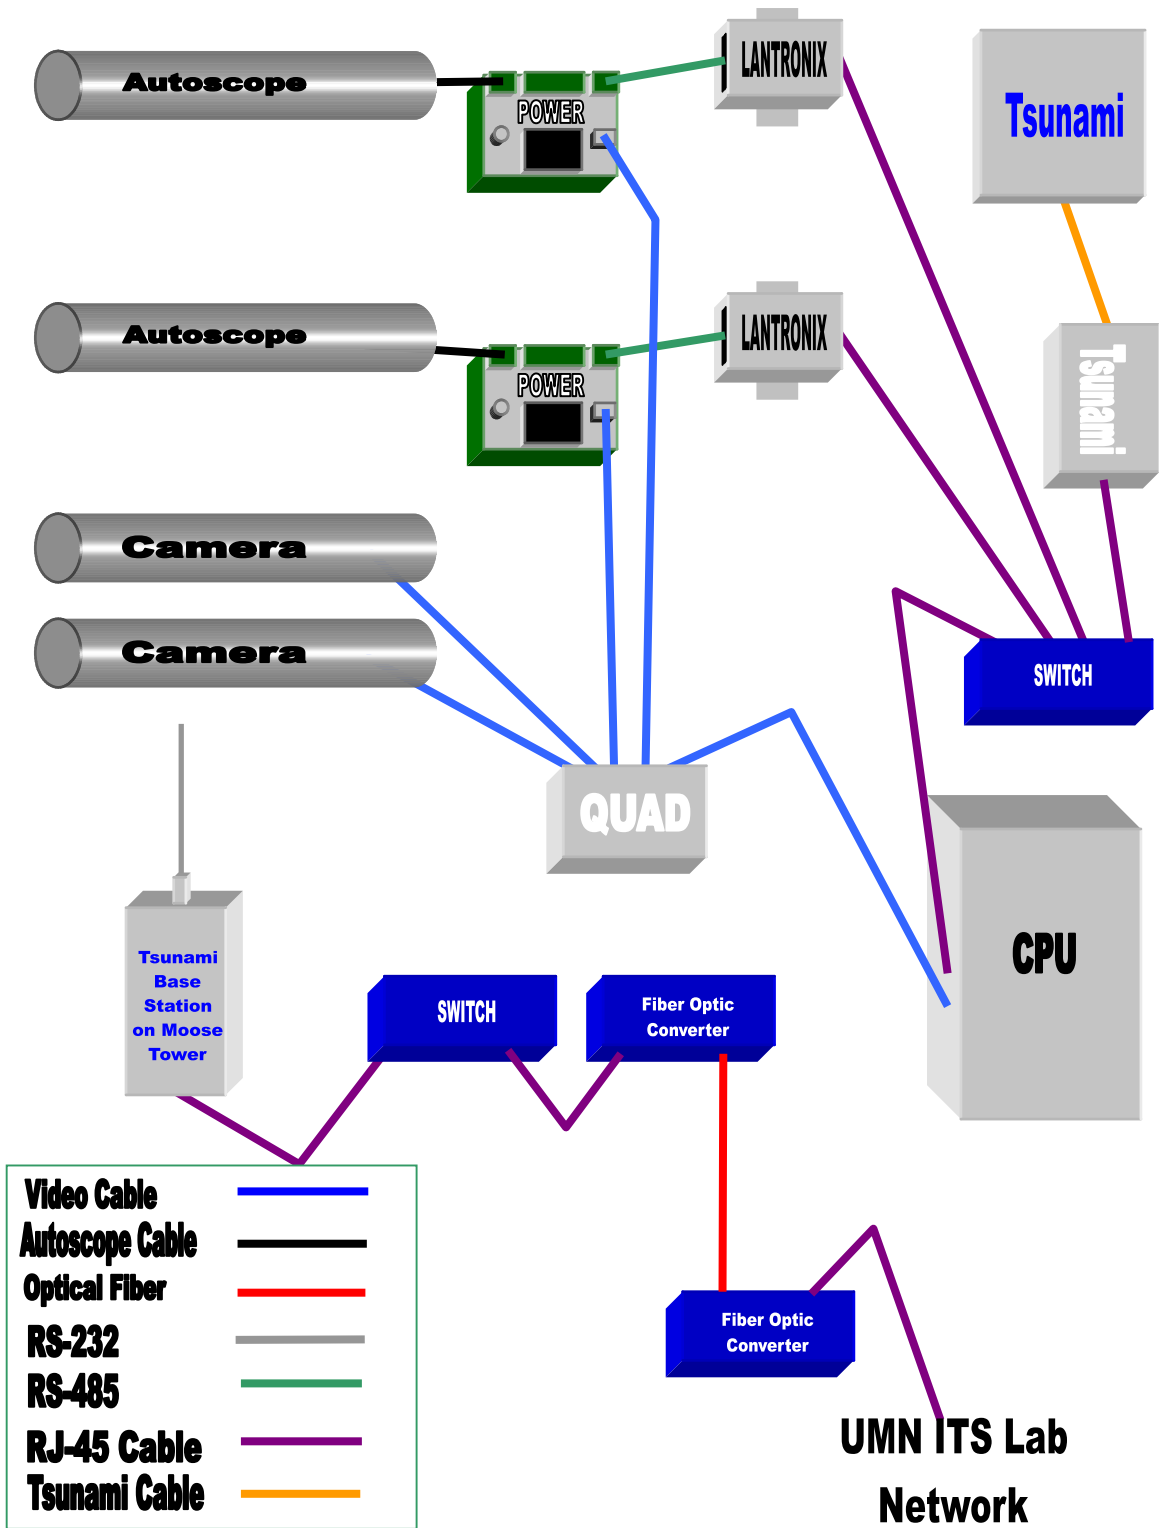 Autoscope
POWER
LANTRONIX
Tsunami
Autoscope
POWER
LANTRONIX
Tsunami
Camera
Camera
SWITCH
QUAD
CPU
Tsunami
Base
Station
on Moose
Tower
SWITCH
Fiber Optic
Converter
Video Cable
Autoscope Cable
Optical Fiber
RS-232
RS-485
RJ-45 Cable
Tsunami Cable
Fiber Optic
Converter
UMN ITS Lab
Network